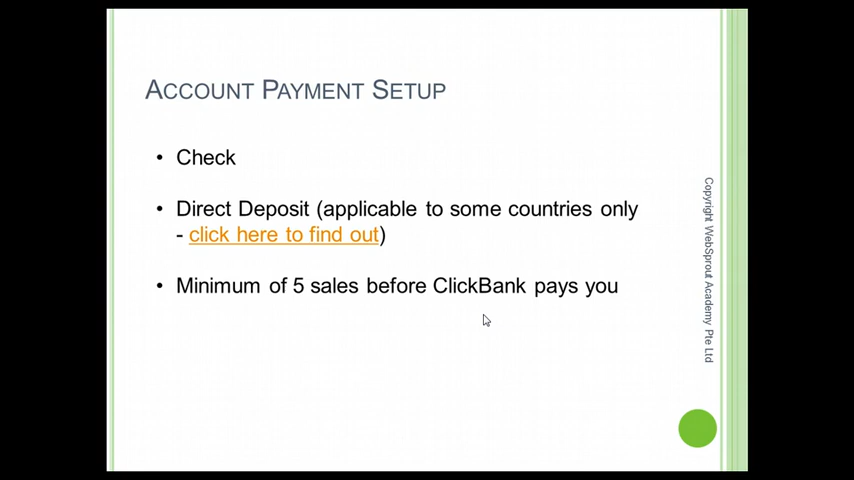 ACCOUNT PAYMENT SETUP
• Check
• Direct Deposit (applicable to some countries only
- click here to find out)
• Minimum of 5 sales before ClickBank pays you
Copyright WebSprout Academy Pte Ltd